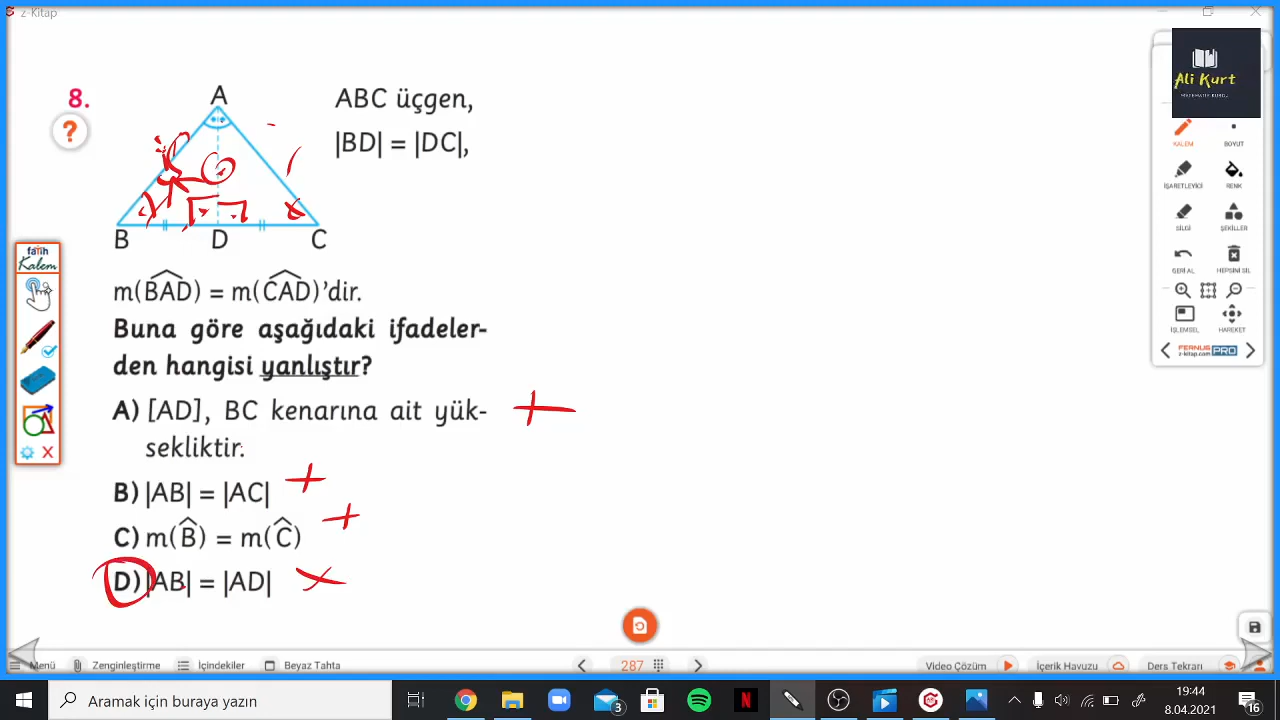 z-Kitap
8.
?
A
B
D
C
ABC üçgen,
|BD| = |DC|,
m(BAD) = m(CAD)'dir.
Buna göre aşağıdaki ifadeler-
den hangisi yanlıştır?
A) [AD], BC kenarına ait yük-
sekliktir.
B) |AB| = |AC|
C) m(B) = m(C)
D) |AB| = |AD|
fatih
Kalem
Ali Kurt
KALEM
BOYUT
İŞARETLEYİCİ
RENK
SİLGİ
ŞEKİLLER
GERİ AL
HEPSİNİ SİL
İŞLEMSEL
HAREKET
FERNUS
z-kitap.com PRO
Menü
Zenginleştirme
İçindekiler
Beyaz Tahta
287
Video Çözüm
İçerik Havuzu
Ders Tekrarı
Aramak için buraya yazın
3
19:44
8.04.2021
16